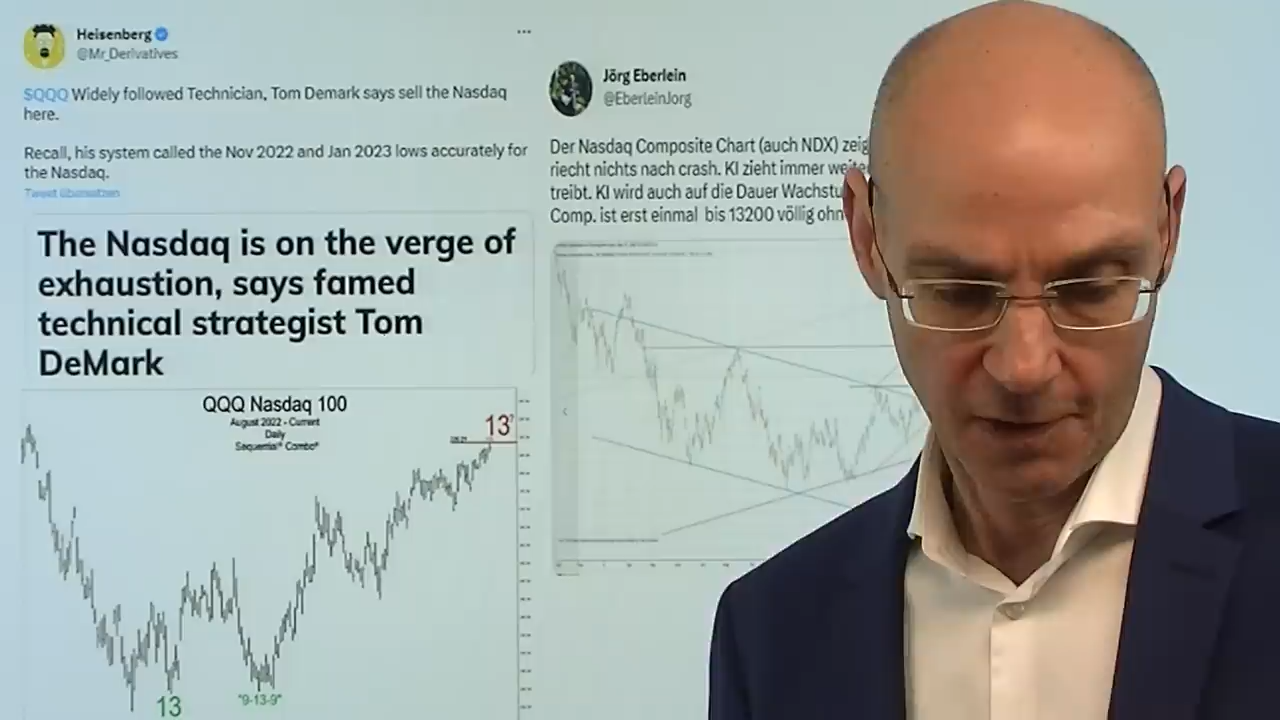 Heisenberg
@Mr_Derivatives
$QQQ Widely followed Technician, Tom Demark says sell the Nasdaq
here.
Recall, his system called the Nov 2022 and Jan 2023 lows accurately for
the Nasdaq.
Tweet übersetzen
The Nasdaq is on the verge of
exhaustion, says famed
technical strategist Tom
DeMark
QQQ Nasdaq 100
August 2022 - Current
Daily
Sequential® Combo®
13
13
"9-13-9"
Jörg Eberlein
@EberleinJorg
Der Nasdaq Composite Chart (auch NDX) zeig
riecht nichts nach crash. KI zieht immer weite
treibt. KI wird auch auf die Dauer Wachstu
Comp. ist erst einmal bis 13200 völlig ohn